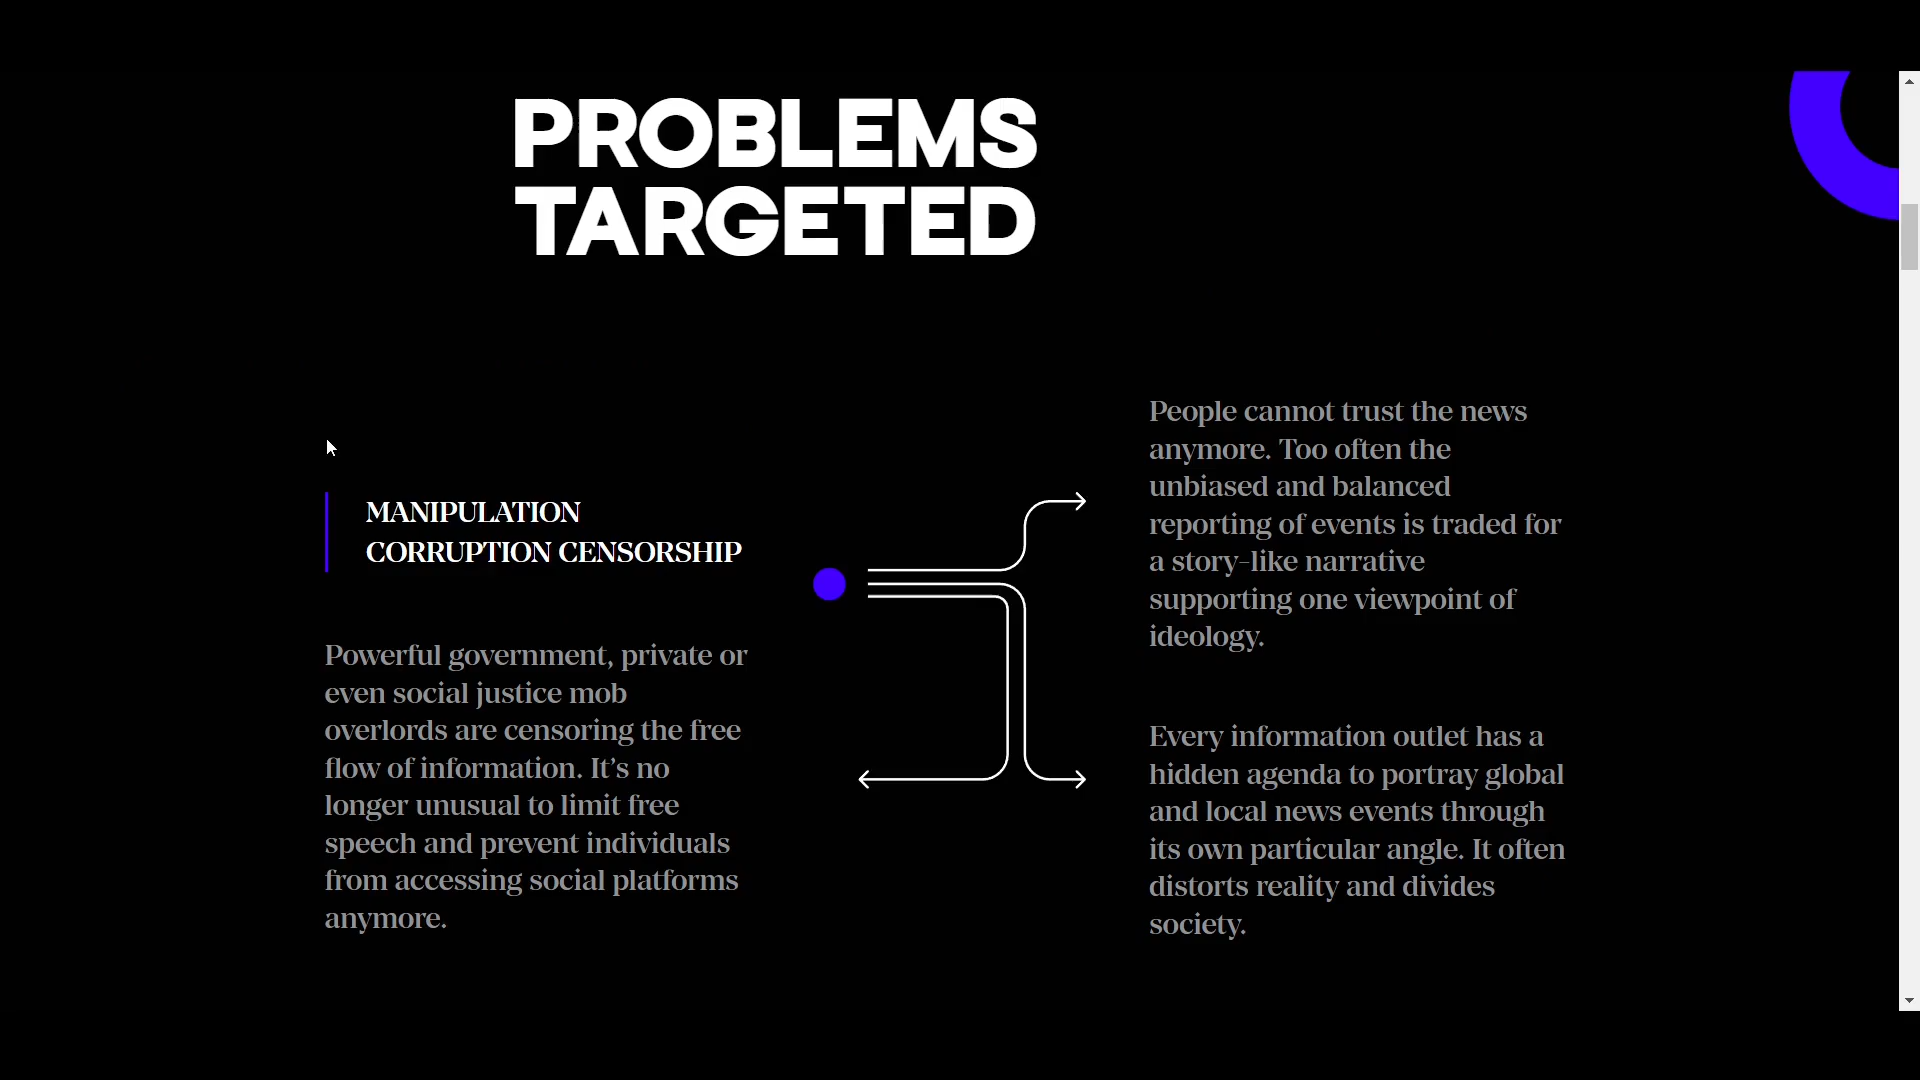 PROBLEMS
TARGETED
MANIPULATION
CORRUPTION CENSORSHIP
Powerful government, private or
even social justice mob
overlords are censoring the free
flow of information. It’s no
longer unusual to limit free
speech and prevent individuals
from accessing social platforms
anymore.
People cannot trust the news
anymore. Too often the
unbiased and balanced
reporting of events is traded for
a story-like narrative
supporting one viewpoint of
ideology.
Every information outlet has a
hidden agenda to portray global
and local news events through
its own particular angle. It often
distorts reality and divides
society.